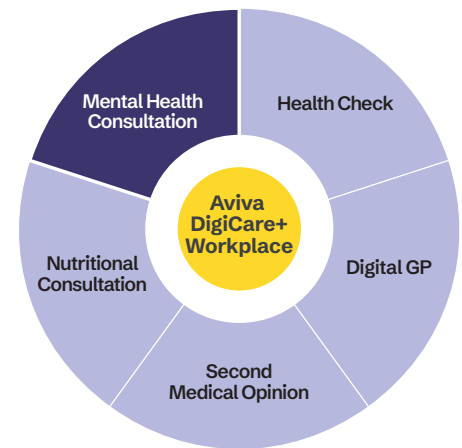 Mental Health
Consultation
Health Check
Aviva
DigiCare+
Workplace
Nutritional
Consultation
Digital GP
Second
Medical Opinion